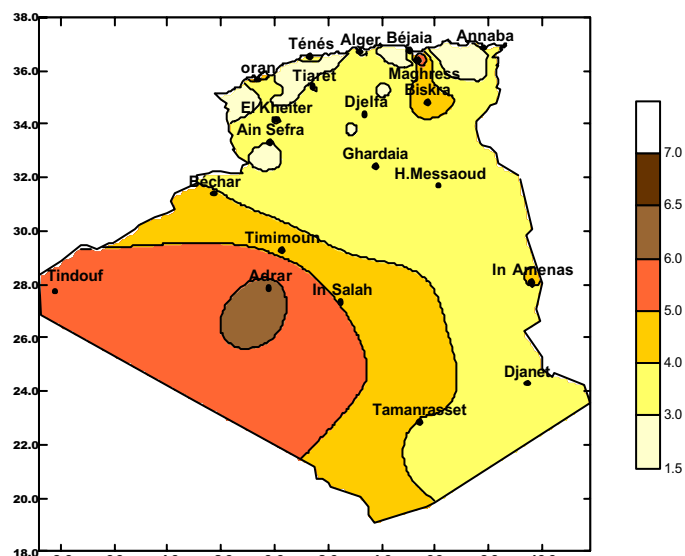 38.0
36.0
34.0
32.0
30.0
28.0
26.0
24.0
22.0
20.0
18.0
Ténés
Alger
Béjaia
Annaba
oran
Tiaret
Maghress
Biskra
El Kheiter
Djelfa
Ain Sefra
Ghardaia
H.Messaoud
Béchar
Timimoun
Tindouf
Adrar
In Salah
In Amenas
Djanet
Tamanrasset
7.0
6.5
6.0
5.0
4.0
3.0
1.5